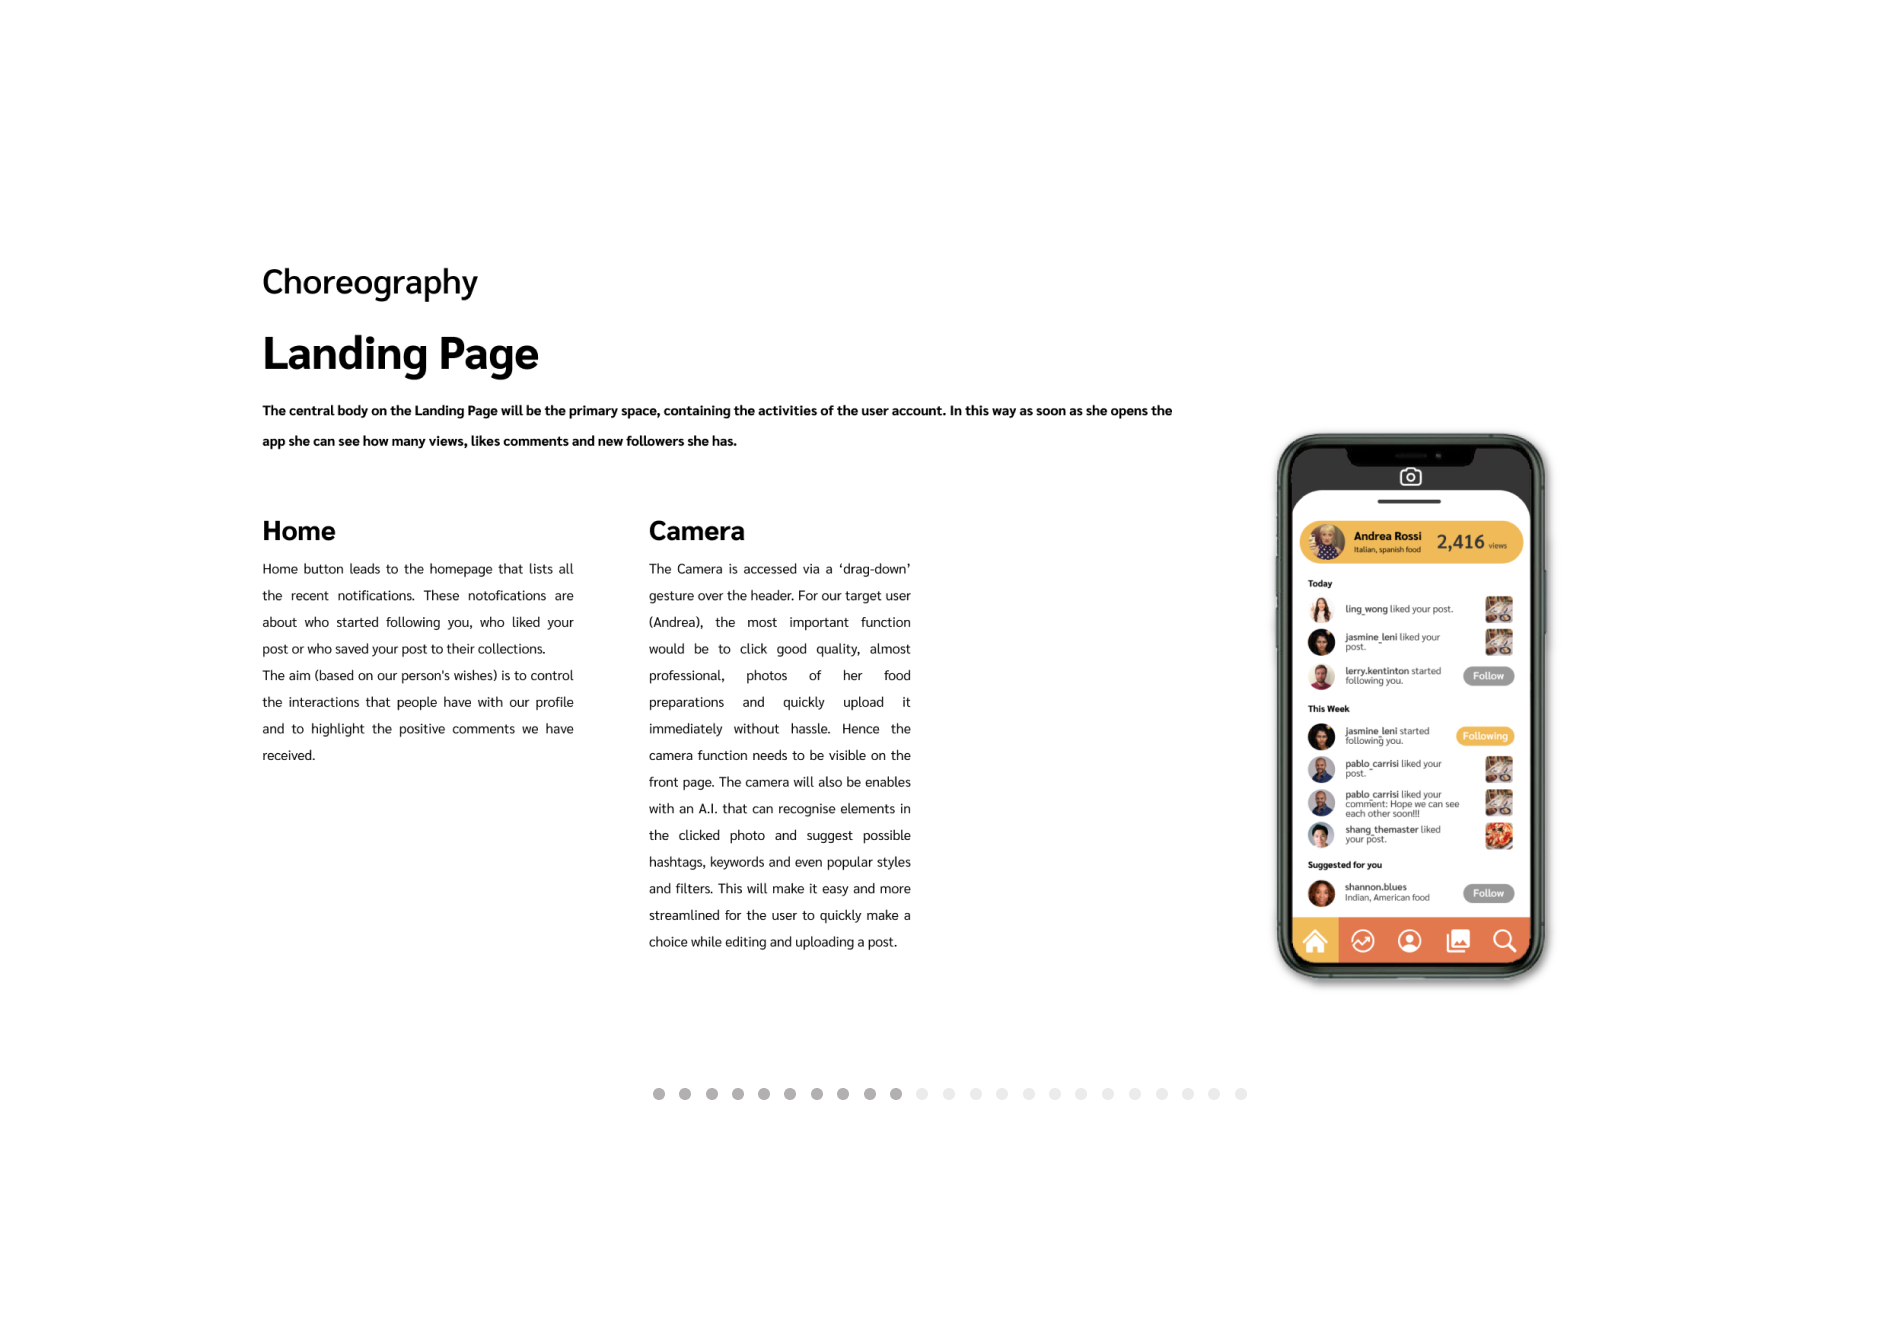 Choreography
Landing Page
The central body on the Landing Page will be the primary space, containing the activities of the user account. In this way as soon as she opens the
app she can see how many views, likes comments and new followers she has.
Home
Home button leads to the homepage that lists all
the recent notifications. These notofications are
about who started following you, who liked your
post or who saved your post to their collections.
The aim (based on our person's wishes) is to control
the interactions that people have with our profile
and to highlight the positive comments we have
received.
Camera
The Camera is accessed via a ‘drag-down’
gesture over the header. For our target user
(Andrea), the most important function
would be to click good quality, almost
professional, photos of her food
preparations and quickly upload it
immediately without hassle. Hence the
camera function needs to be visible on the
front page. The camera will also be enables
with an A.I. that can recognise elements in
the clicked photo and suggest possible
hashtags, keywords and even popular styles
and filters. This will make it easy and more
streamlined for the user to quickly make a
choice while editing and uploading a post.
Andrea Rossi
Italian, spanish food
2,416 views
Today
ling_wong liked your post.
jasmine_leni liked your
post.
lerry.kentinton started
following you.
Follow
This Week
jasmine_leni started
following you.
Following
pablo_carrisi liked your
post.
pablo_carrisi liked your
comment: Hope we can see
each other soon!!!
shang_themaster liked
your post.
Suggested for you
shannon.blues
Indian, American food
Follow